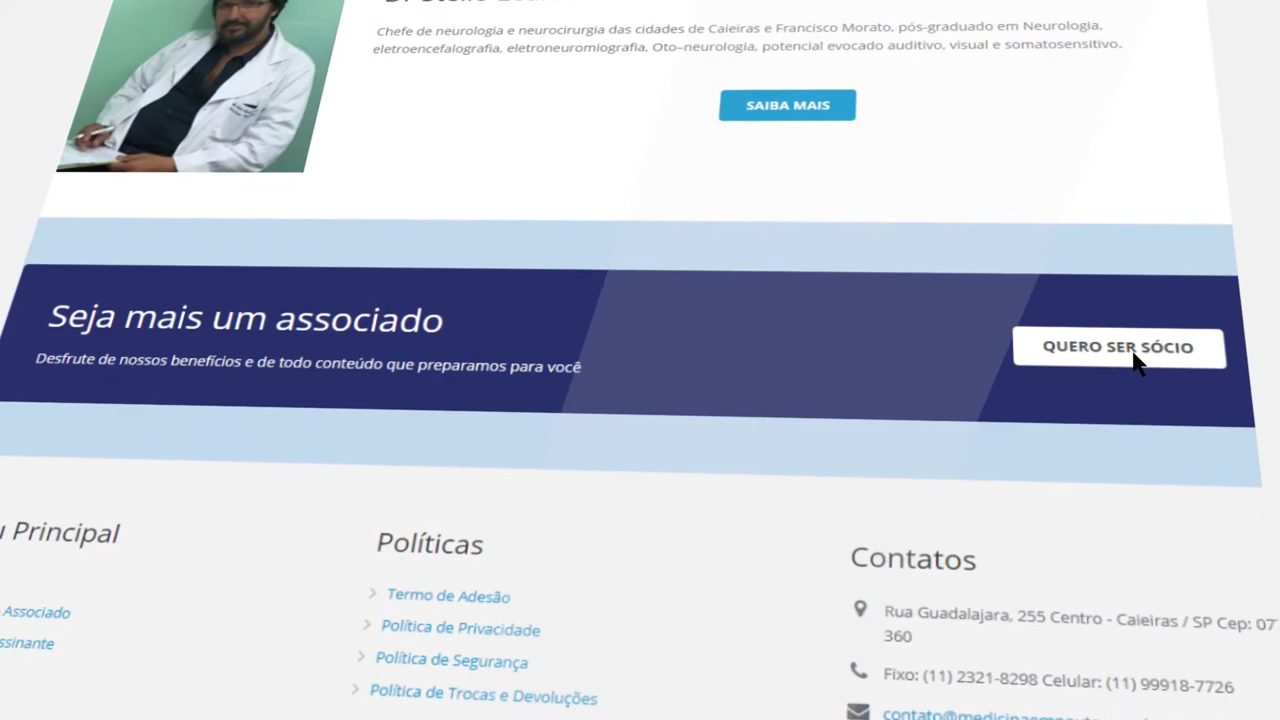 Chefe de neurologia e neurocirurgia das cidades de Caieiras e Francisco Morato, pós-graduado em Neurologia,
eletroencefalografia, eletroneuromiografia, Oto-neurologia, potencial evocado auditivo, visual e somatosensitivo.
SAIBA MAIS
Seja mais um associado
Desfrute de nossos benefícios e de todo conteúdo que preparamos para você
QUERO SER SÓCIO
Principal
Associado
Políticas
Termo de Adesão
Política de Privacidade
Política de Segurança
Política de Trocas e Devoluções
Contatos
Rua Guadalajara, 255 Centro - Caieiras / SP Cep: 07
360
Fixo: (11) 2321-8298 Celular: (11) 99918-7726